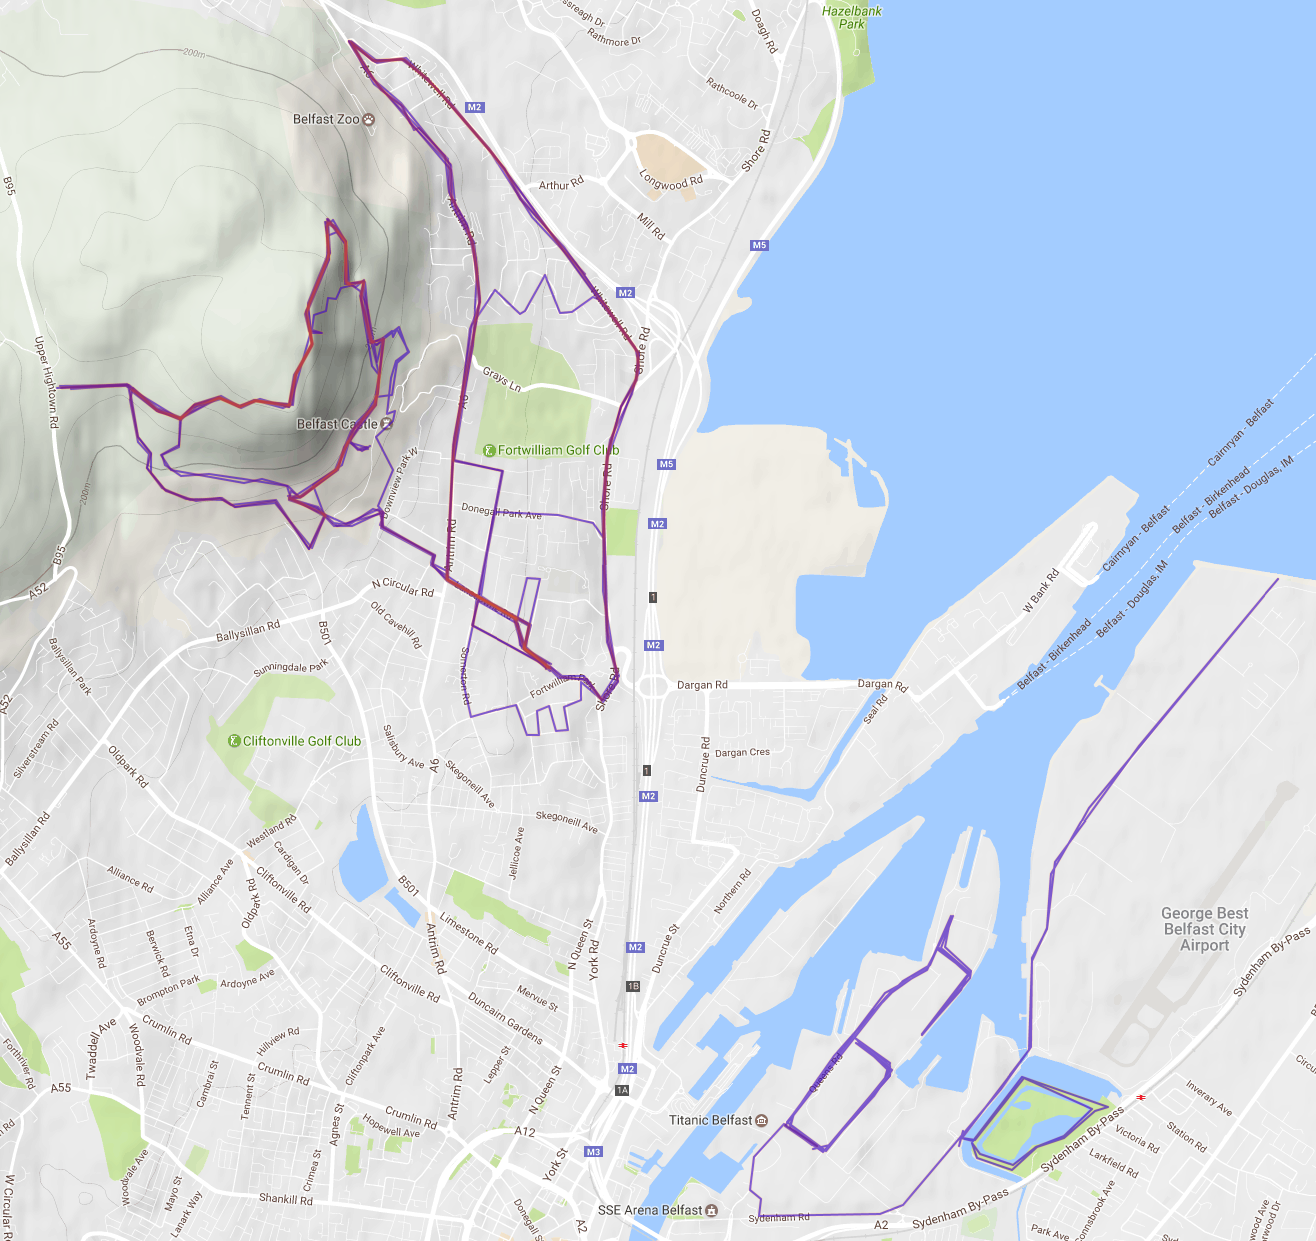 Hazelbank
Park
Doagh Rd
Rathmore Dr
200m
A6
Whitewell Rd
M2
Rathcoole Dr
Belfast Zoo
Shore Rd
B95
Arthur Rd
Longwood Rd
Mill Rd
Antrim Rd
M5
M2
Whitewell Rd
Shore Rd
Upper Hightown Rd
Grays Ln
A6
Belfast Castle
Cairnryan - Belfast
Fortwilliam Golf Club
M5
Downview Park W
Shore Rd
Belfast - Birkenhead
Belfast - Douglas, IM
200m
Donegall Park Ave
M2
Cairnryan - Belfast
Antrim Rd
B95
A52
N Circular Rd
1
W Bank Rd
Belfast - Douglas, IM
Old Cavehill Rd
Ballysillan Rd
B501
M2
Belfast - Birkenhead
Ballysillan Park
Sunningdale Park
Somerton Rd
Fortwilliam Park
Shore Rd
Dargan Rd
Dargan Rd
Seal Rd
A52
Silverstream Rd
Cliftonville Golf Club
Salisbury Ave
A6
Dargan Cres
Duncrue Rd
Oldpark Rd
Skegoneill Ave
1
M2
Skegoneill Ave
Ballysillan Rd
Westland Rd
Jellicoe Ave
Cardigan Dr
Alliance Rd
Alliance Ave
Oldpark Rd
Cliftonville Rd
B501
Northern Rd
Limestone Rd
George Best
Belfast City
Airport
A55
Ardoyne Rd
Berwick Rd
Etna Dr
Antrim Rd
N Queen St
York Rd
M2
Duncrue St
Sydenham By-Pass
Brompton Park
Ardoyne Ave
Cliftonville Rd
Mervue St
1B
Crumlin Rd
Duncairn Gardens
Twaddell Ave
Woodvale Rd
Hillview Rd
Cliftonpark Ave
Forthriver Rd
Lepper St
M2
Queens Rd
A55
Cambrai St
Tennent St
Crumlin Rd
Antrim Rd
N Queen St
1A
Inverary Ave
Agnes St
Crumlin Rd
Hopewell Ave
A12
Titanic Belfast
Sydenham By-Pass
Victoria Rd
Station Rd
Woodvale Ave
Crimea St
York St
M3
Larkfield Rd
W Circular Rd
Mayo St
Lanark Way
Shankill Rd
Connsbrook Ave
SSE Arena Belfast
Sydenham Rd
A2
Sydenham By-Pass
A2